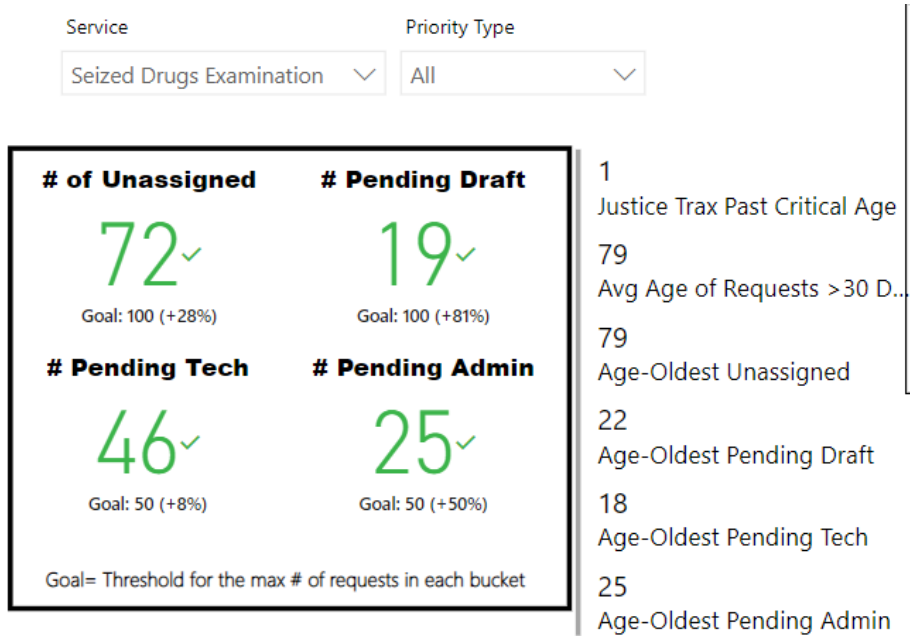 Service Priority Type
Seized Drugs Examination All
# of Unassigned # Pending Draft
72 19
Goal: 100 (+28%) Goal: 100 (+81%)
# Pending Tech # Pending Admin
46 25
Goal: 50 (+8%) Goal: 50 (+50%)
Goal= Threshold for the max # of requests in each bucket
1
Justice Trax Past Critical Age
79
Avg Age of Requests >30 D...
79
Age-Oldest Unassigned
22
Age-Oldest Pending Draft
18
Age-Oldest Pending Tech
25
Age-Oldest Pending Admin